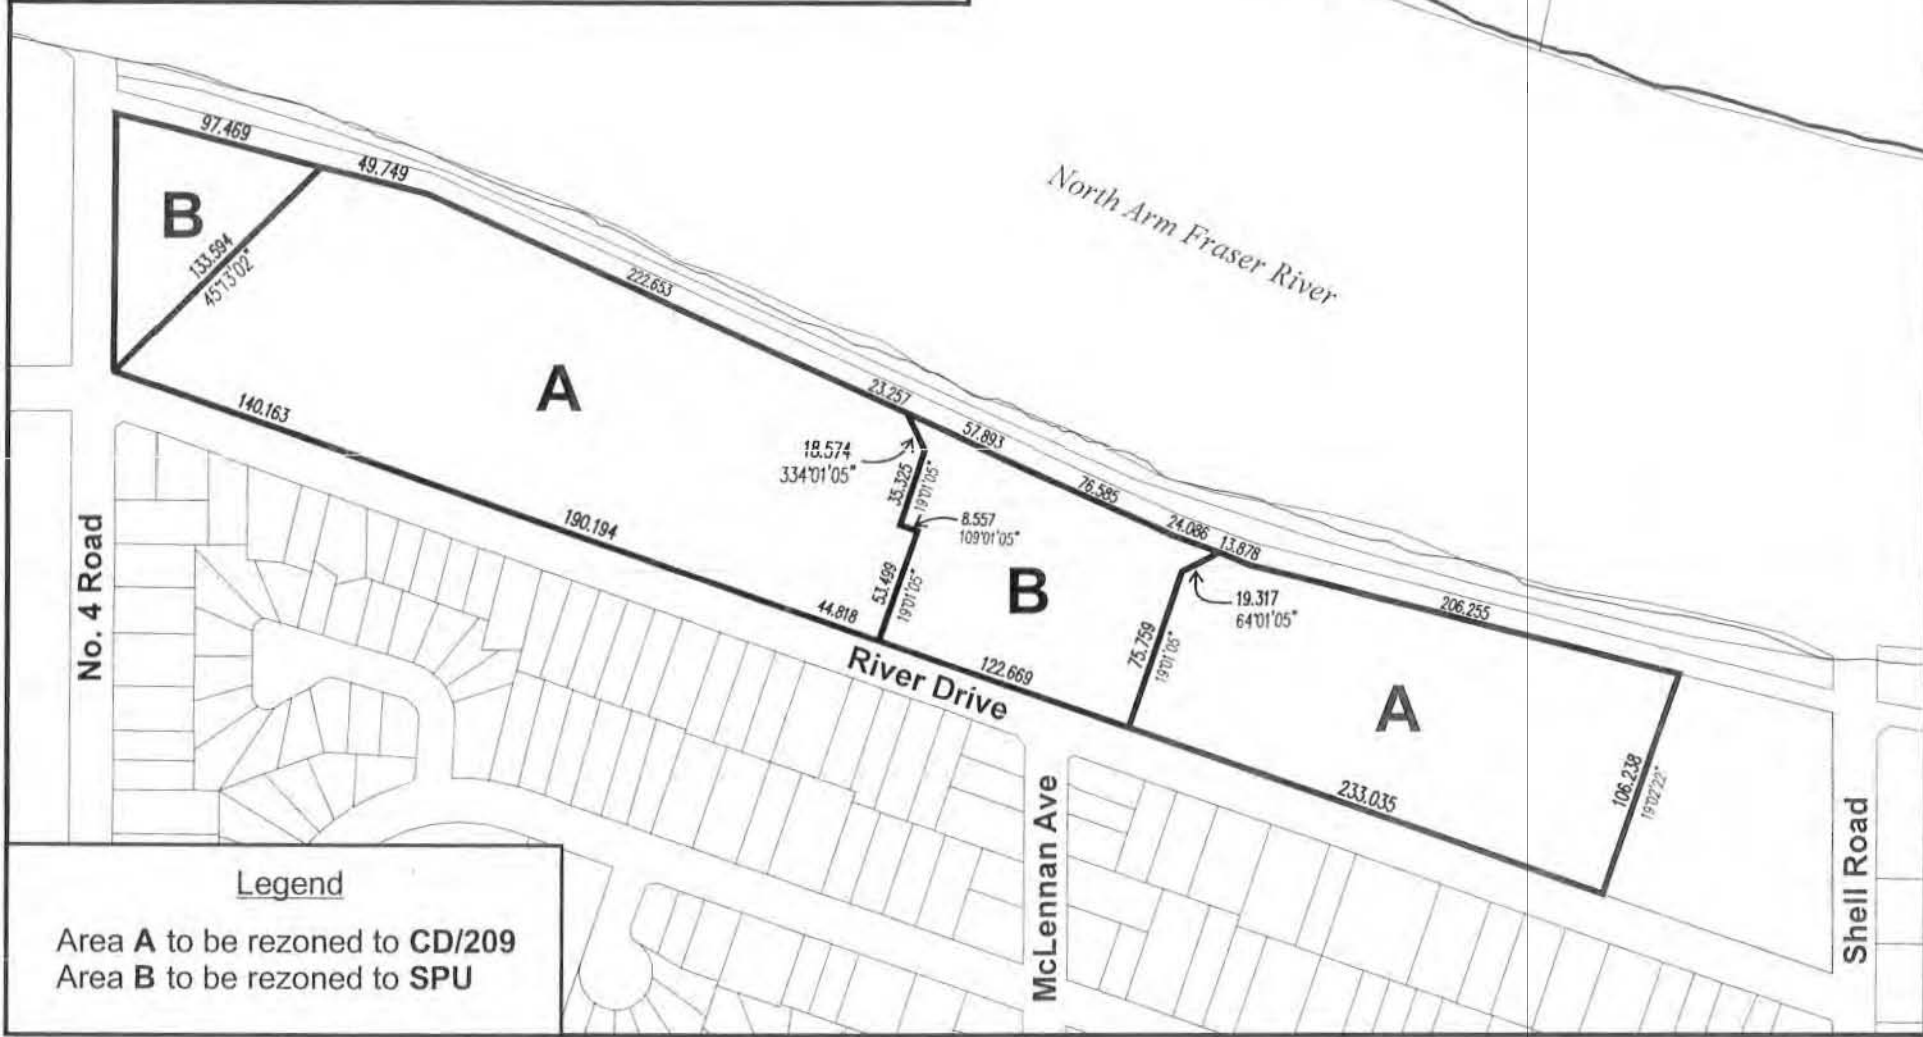 97.469
49.749
B
133.594
45°13'02"
222.653
North Arm Fraser River
A
23.257
57.893
140.163
18.574
334°01'05"
35.325
19°01'05"
76.585
24.086
13.878
8.557
109°01'05"
190.194
53.499
19°01'05"
B
19.317
64°01'05"
206.255
44.818
75.759
19°01'05"
122.669
River Drive
A
No. 4 Road
233.035
106.238
19°02'22"
McLennan Ave
Shell Road
Legend
Area A to be rezoned to CD/209
Area B to be rezoned to SPU